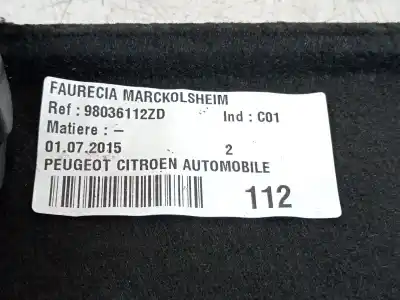 FAURECIA MARCKOLSHEIM
Ref : 98036112ZD Ind : C01
Matiere : -
01.07.2015 2
PEUGEOT CITROEN AUTOMOBILE
112